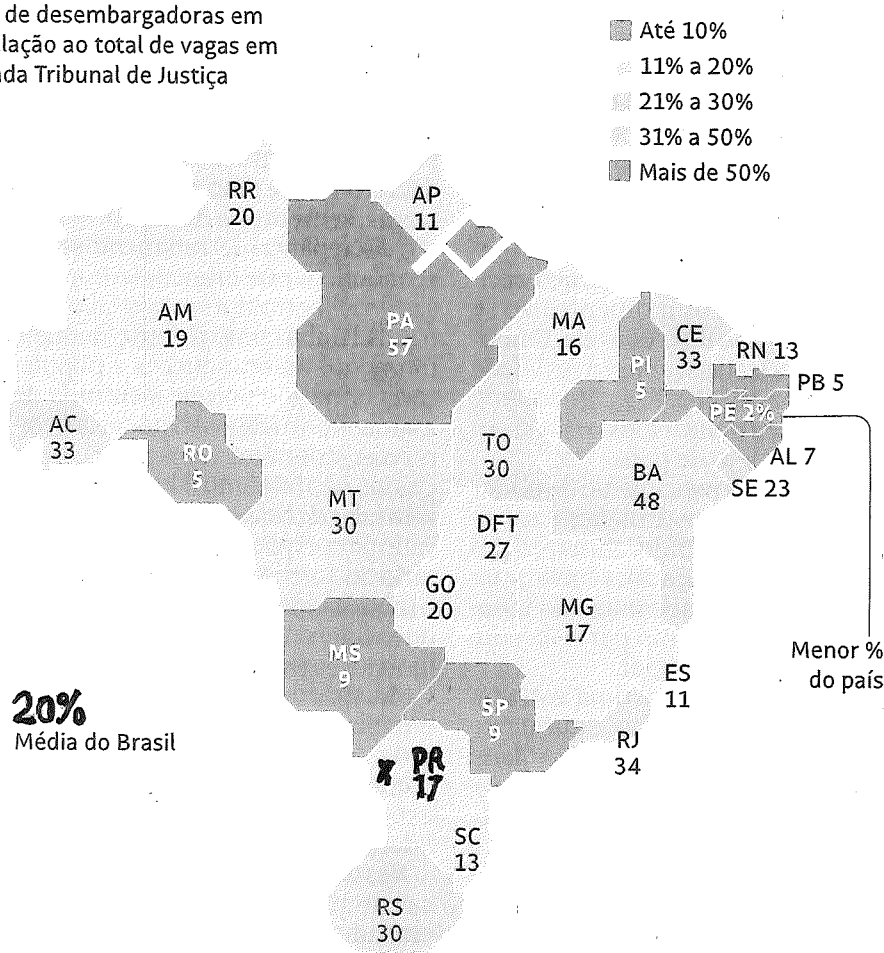 de desembargadoras em
lação ao total de vagas em
da Tribunal de Justiça
Até 10%
11% a 20%
21% a 30%
31% a 50%
Mais de 50%
RR
20
AP
11
AM
19
PA
57
MA
16
PI
5
CE
33
RN 13
PB 5
PE 2%
AL 7
SE 23
AC
33
RO
5
TO
30
BA
48
MT
30
DFT
27
GO
20
MG
17
Menor %
do país
MS
9
ES
11
SP
9
RJ
34
20%
Média do Brasil
x PR
17
SC
13
RS
30